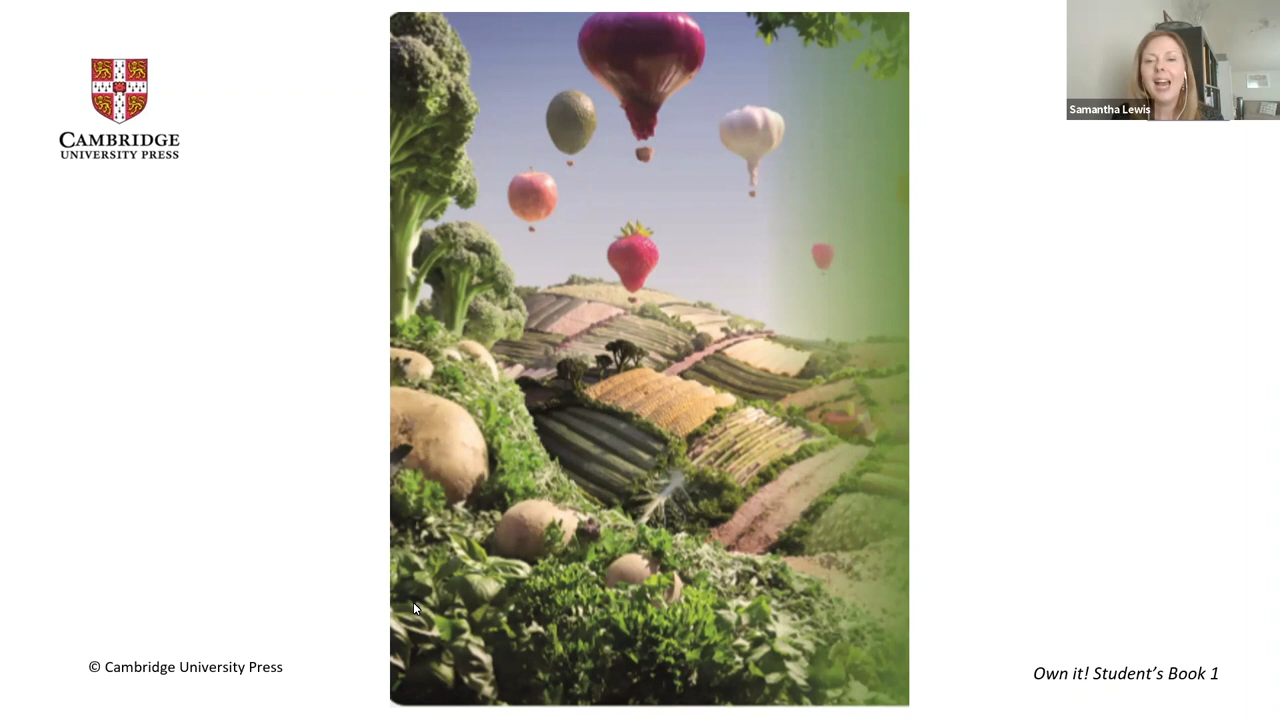 CAMBRIDGE
UNIVERSITY PRESS
Samantha Lewis
© Cambridge University Press
Own it! Student's Book 1